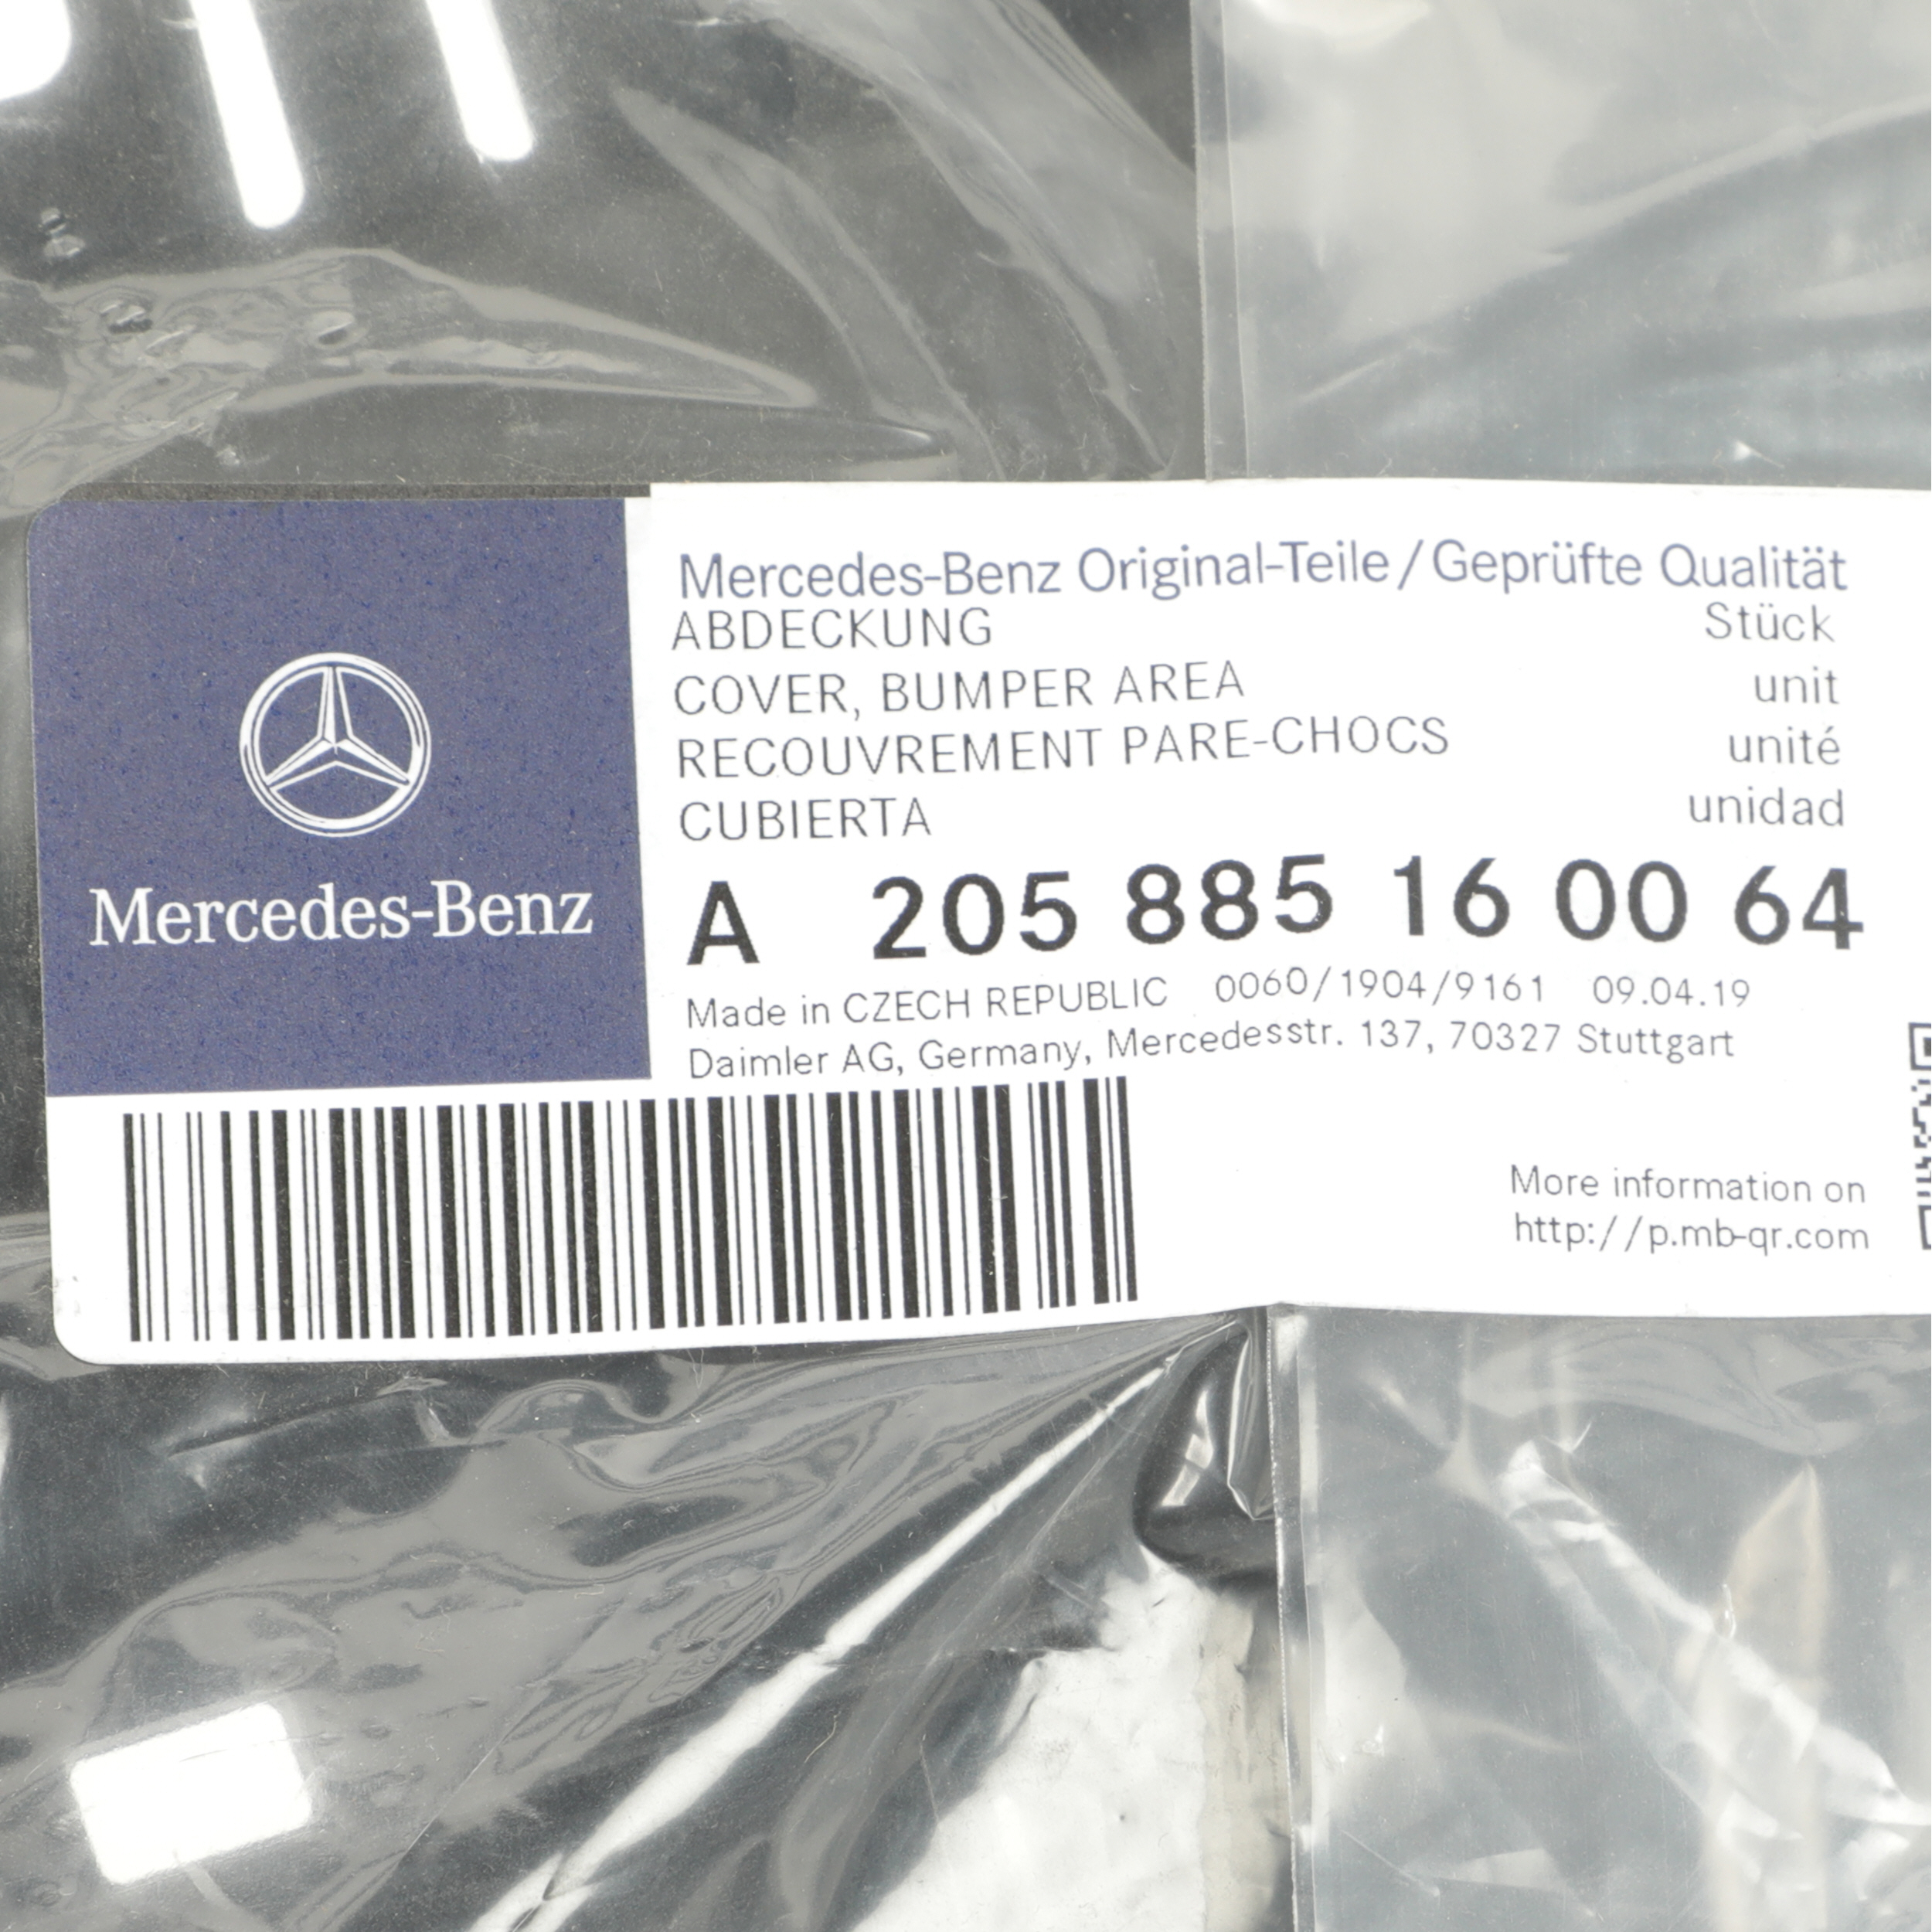 Mercedes-Benz
Mercedes-Benz Original-Teile / Geprüfte Qualität
ABDECKUNG Stück
COVER, BUMPER AREA unit
RECOUVREMENT PARE-CHOCS unité
CUBIERTA unidad
A 205 885 16 00 64
Made in CZECH REPUBLIC 0060/1904/9161 09.04.19
Daimler AG, Germany, Mercedesstr. 137, 70327 Stuttgart
More information on
http://p.mb-qr.com